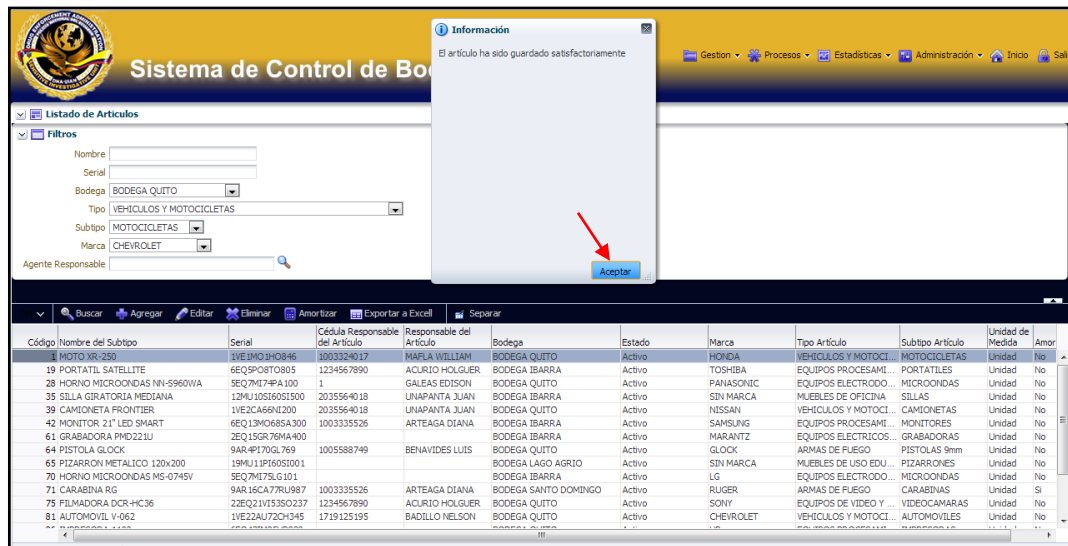 Información
El artículo ha sido guardado satisfactoriamente
Aceptar
Sistema de Control de Bo
Gestion Procesos Estadísticas Administración Inicio Sali
Listado de Articulos
Filtros
Nombre
Serial
Bodega BODEGA QUITO
Tipo VEHICULOS Y MOTOCICLETAS
Subtipo MOTOCICLETAS
Marca CHEVROLET
Agente Responsable
Buscar Agregar Editar Eliminar Amortizar Exportar a Excell Separar
Código Nombre del Subtipo Serial Cédula Responsable del Artículo Responsable del Artículo Bodega Estado Marca Tipo Artículo Subtipo Artículo Unidad de Medida Amor
1 MOTO XR-250 1VE1MO1HO846 1003324017 MAFLA WILLIAM BODEGA QUITO Activo HONDA VEHICULOS Y MOTOCI... MOTOCICLETAS Unidad No
19 PORTATIL SATELLITE 6EQ5PO8TO805 1234567890 ACURIO HOLGUER BODEGA IBARRA Activo TOSHIBA EQUIPOS PROCESAMI... PORTATILES Unidad No
28 HORNO MICROONDAS NN-S960WA 5EQ7MI74PA100 1 GALEAS EDISON BODEGA QUITO Activo PANASONIC EQUIPOS ELECTRODO... MICROONDAS Unidad No
35 SILLA GIRATORIA MEDIANA 12MU10SI60SI500 2035564018 UNAPANTA JUAN BODEGA IBARRA Activo SIN MARCA MUEBLES DE OFICINA SILLAS Unidad No
39 CAMIONETA FRONTIER 1VE2CA66NI200 2035564018 UNAPANTA JUAN BODEGA QUITO Activo NISSAN VEHICULOS Y MOTOCI... CAMIONETAS Unidad No
42 MONITOR 21" LED SMART 6EQ13MO68SA300 1003335526 ARTEAGA DIANA BODEGA IBARRA Activo SAMSUNG EQUIPOS PROCESAMI... MONITORES Unidad No
61 GRABADORA PMD221U 2EQ15GR76MA400 BODEGA IBARRA Activo MARANTZ EQUIPOS ELECTRICOS... GRABADORAS Unidad No
64 PISTOLA GLOCK 9AR4PI70GL769 1005588749 BENAVIDES LUIS BODEGA QUITO Activo GLOCK ARMAS DE FUEGO PISTOLAS 9mm Unidad No
65 PIZARRON METALICO 120x200 19MU11PI60SI001 BODEGA LAGO AGRIO Activo SIN MARCA MUEBLES DE USO EDU... PIZARRONES Unidad No
70 HORNO MICROONDAS MS-0745V 5EQ7MI75LG101 BODEGA IBARRA Activo LG EQUIPOS ELECTRODO... MICROONDAS Unidad No
71 CARABINA RG 9AR16CA77RU987 1003335526 ARTEAGA DIANA BODEGA SANTO DOMINGO Activo RUGER ARMAS DE FUEGO CARABINAS Unidad Si
75 FILMADORA DCR-HC36 22EQ21VI53SO237 1234567890 ACURIO HOLGUER BODEGA QUITO Activo SONY EQUIPOS DE VIDEO Y ... VIDEOCAMARAS Unidad No
81 AUTOMOVIL V-062 1VE22AU72CH345 1719125195 BADILLO NELSON BODEGA QUITO Activo CHEVROLET VEHICULOS Y MOTOCI... AUTOMOVILES Unidad No